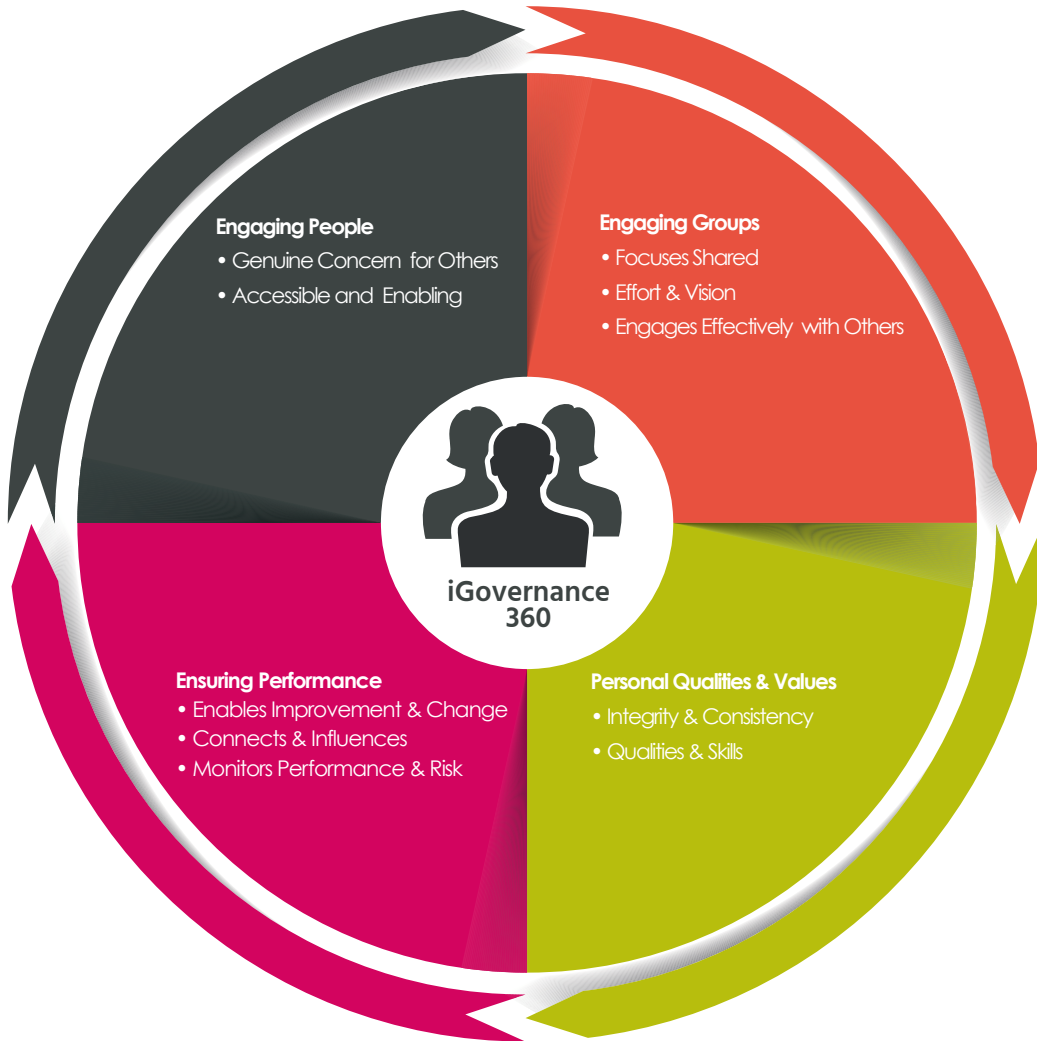 Engaging People
• Genuine Concern for Others
• Accessible and Enabling
Engaging Groups
• Focuses Shared
• Effort & Vision
• Engages Effectively with Others
iGovernance
360
Ensuring Performance
• Enables Improvement & Change
• Connects & Influences
• Monitors Performance & Risk
Personal Qualities & Values
• Integrity & Consistency
• Qualities & Skills